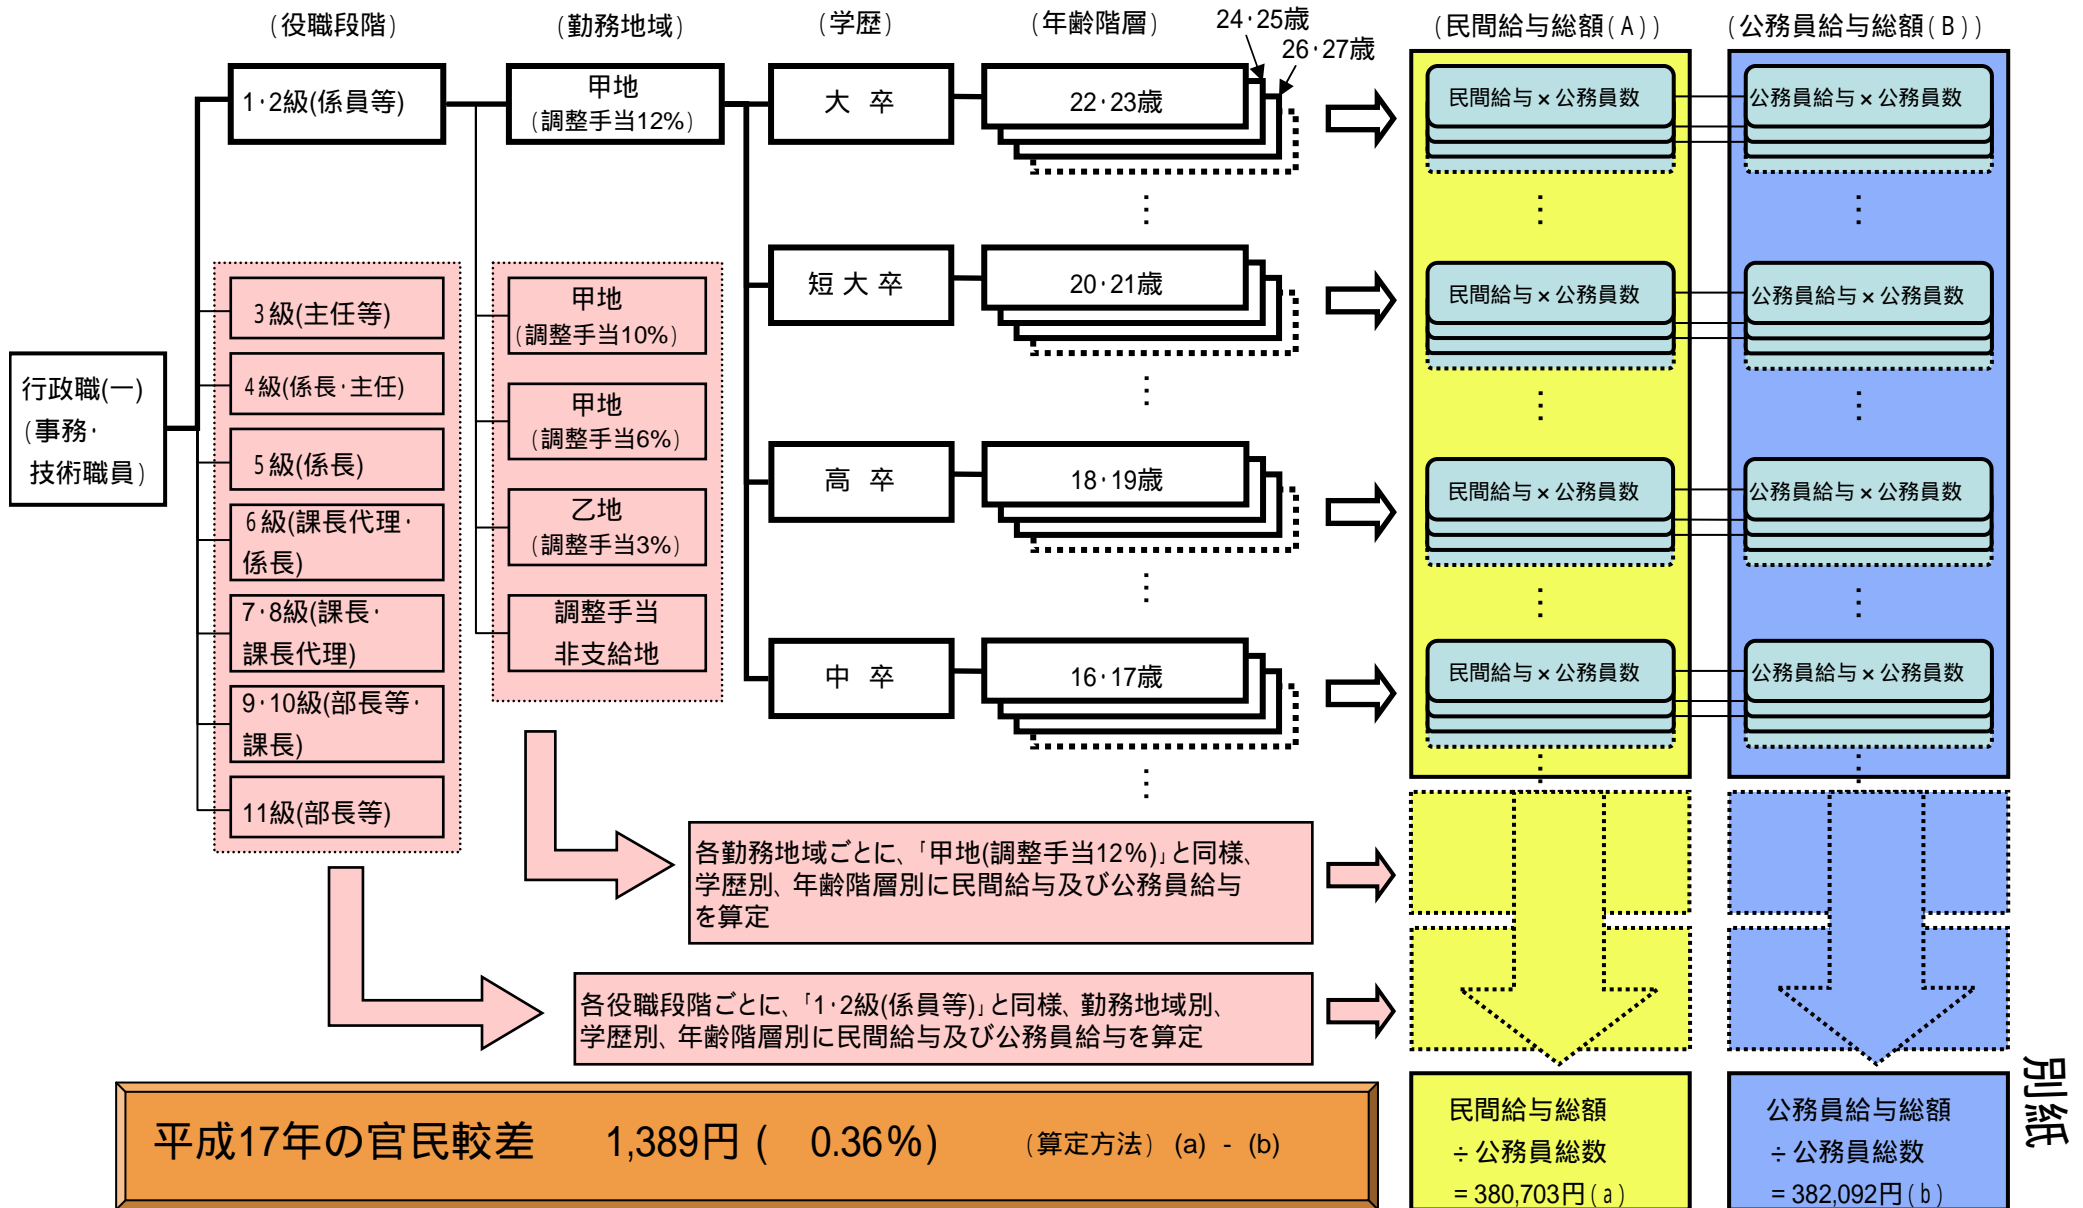 (役職段階)
(勤務地域)
(学歴)
(年齢階層)
24･25歳
26･27歳
(民間給与総額(A))
(公務員給与総額(B))
行政職(一)
(事務･
技術職員)
1･2級(係員等)
3級(主任等)
4級(係長･主任)
5級(係長)
6級(課長代理･
係長)
7･8級(課長･
課長代理)
9･10級(部長等･
課長)
11級(部長等)
甲地
(調整手当12%)
甲地
(調整手当10%)
甲地
(調整手当6%)
乙地
(調整手当3%)
調整手当
非支給地
大 卒
22･23歳
民間給与×公務員数
公務員給与×公務員数
短 大 卒
20･21歳
民間給与×公務員数
公務員給与×公務員数
高 卒
18･19歳
民間給与×公務員数
公務員給与×公務員数
中 卒
16･17歳
民間給与×公務員数
公務員給与×公務員数
各勤務地域ごとに､｢甲地(調整手当12%)｣と同様､
学歴別､年齢階層別に民間給与及び公務員給与
を算定
各役職段階ごとに､｢1･2級(係員等)｣と同様､勤務地域別､
学歴別､年齢階層別に民間給与及び公務員給与を算定
平成17年の官民較差 1,389円 ( 0.36%) (算定方法) (a) - (b)
民間給与総額
÷公務員総数
=380,703円(a)
公務員給与総額
÷公務員総数
=382,092円(b)
別紙